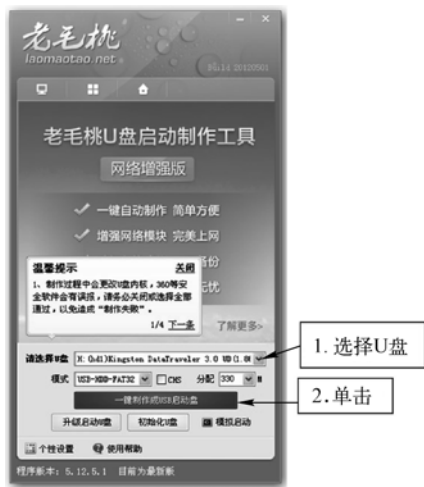 老毛桃
laomaotao.net
Build 20120501
老毛桃U盘启动制作工具
网络增强版
一键自动制作 简单方便
增强网络模块 完美上网
备份
无忧
温馨提示 关闭
1、制作过程中会更改U盘内核，360等安
全软件会有误报，请务必关闭或选择全部
通过，以免造成“制作失败”。
1/4 下一条
了解更多>
请选择U盘 H:(hd1)Kingston DataTraveler 3.0 UD(1.0(
模式 USB-HDD-FAT32 CHS 分配 330 M
一键制作成USB启动盘
升级启动U盘 初始化U盘 模拟启动
个性设置 使用帮助
程序版本：5.12.5.1 目前为最新版
1. 选择U盘
2.单击